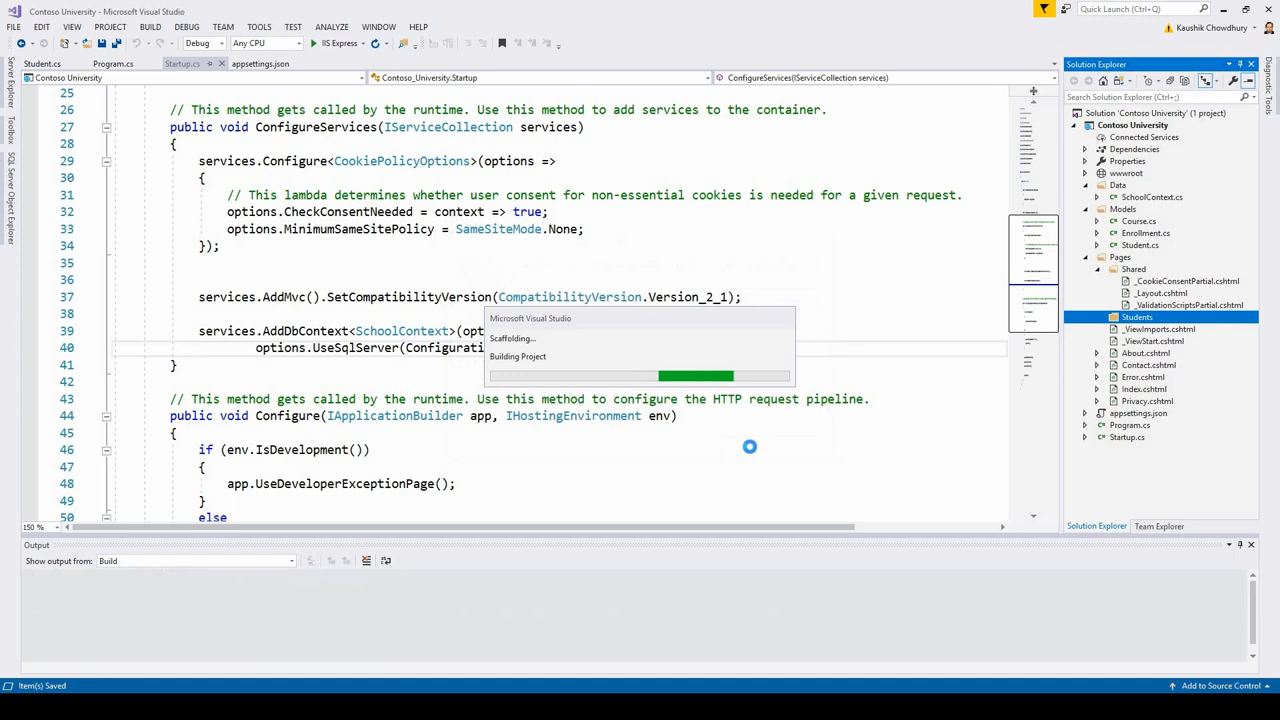 Contoso University - Microsoft Visual Studio
Quick Launch (Ctrl+Q)
FILE EDIT VIEW PROJECT BUILD DEBUG TEAM TOOLS TEST ANALYZE WINDOW HELP
Kaushik Chowdhury
Debug Any CPU IIS Express
Student.cs Program.cs Startup.cs appsettings.json
Contoso University Contoso_University.Startup ConfigureServices(IServiceCollection services)
Server Explorer
Toolbox
SQL Server Object Explorer
25
26 // This method gets called by the runtime. Use this method to add services to the container.
27 public void ConfigureServices(IServiceCollection services)
28 {
29 services.Configure<CookiePolicyOptions>(options =>
30 {
31 // This lambda determines whether user consent for non-essential cookies is needed for a given request.
32 options.CheckConsentNeeded = context => true;
33 options.MinimumSameSitePolicy = SameSiteMode.None;
34 });
35
36
37 services.AddMvc().SetCompatibilityVersion(CompatibilityVersion.Version_2_1);
38
39 services.AddDbContext<SchoolContext>(opt
40 options.UseSqlServer(Configurati
41 }
42
43 // This method gets called by the runtime. Use this method to configure the HTTP request pipeline.
44 public void Configure(IApplicationBuilder app, IHostingEnvironment env)
45 {
46 if (env.IsDevelopment())
47 {
48 app.UseDeveloperExceptionPage();
49 }
50 else
150 %
Microsoft Visual Studio
Scaffolding...
Building Project
Solution Explorer
Search Solution Explorer (Ctrl+;)
Solution 'Contoso University' (1 project)
Contoso University
Connected Services
Dependencies
Properties
wwwroot
Data
SchoolContext.cs
Models
Course.cs
Enrollment.cs
Student.cs
Pages
Shared
_CookieConsentPartial.cshtml
_Layout.cshtml
_ValidationScriptsPartial.cshtml
Students
_ViewImports.cshtml
_ViewStart.cshtml
About.cshtml
Contact.cshtml
Error.cshtml
Index.cshtml
Privacy.cshtml
appsettings.json
Program.cs
Startup.cs
Solution Explorer Team Explorer
Diagnostic Tools
Output
Show output from: Build
Item(s) Saved
Add to Source Control